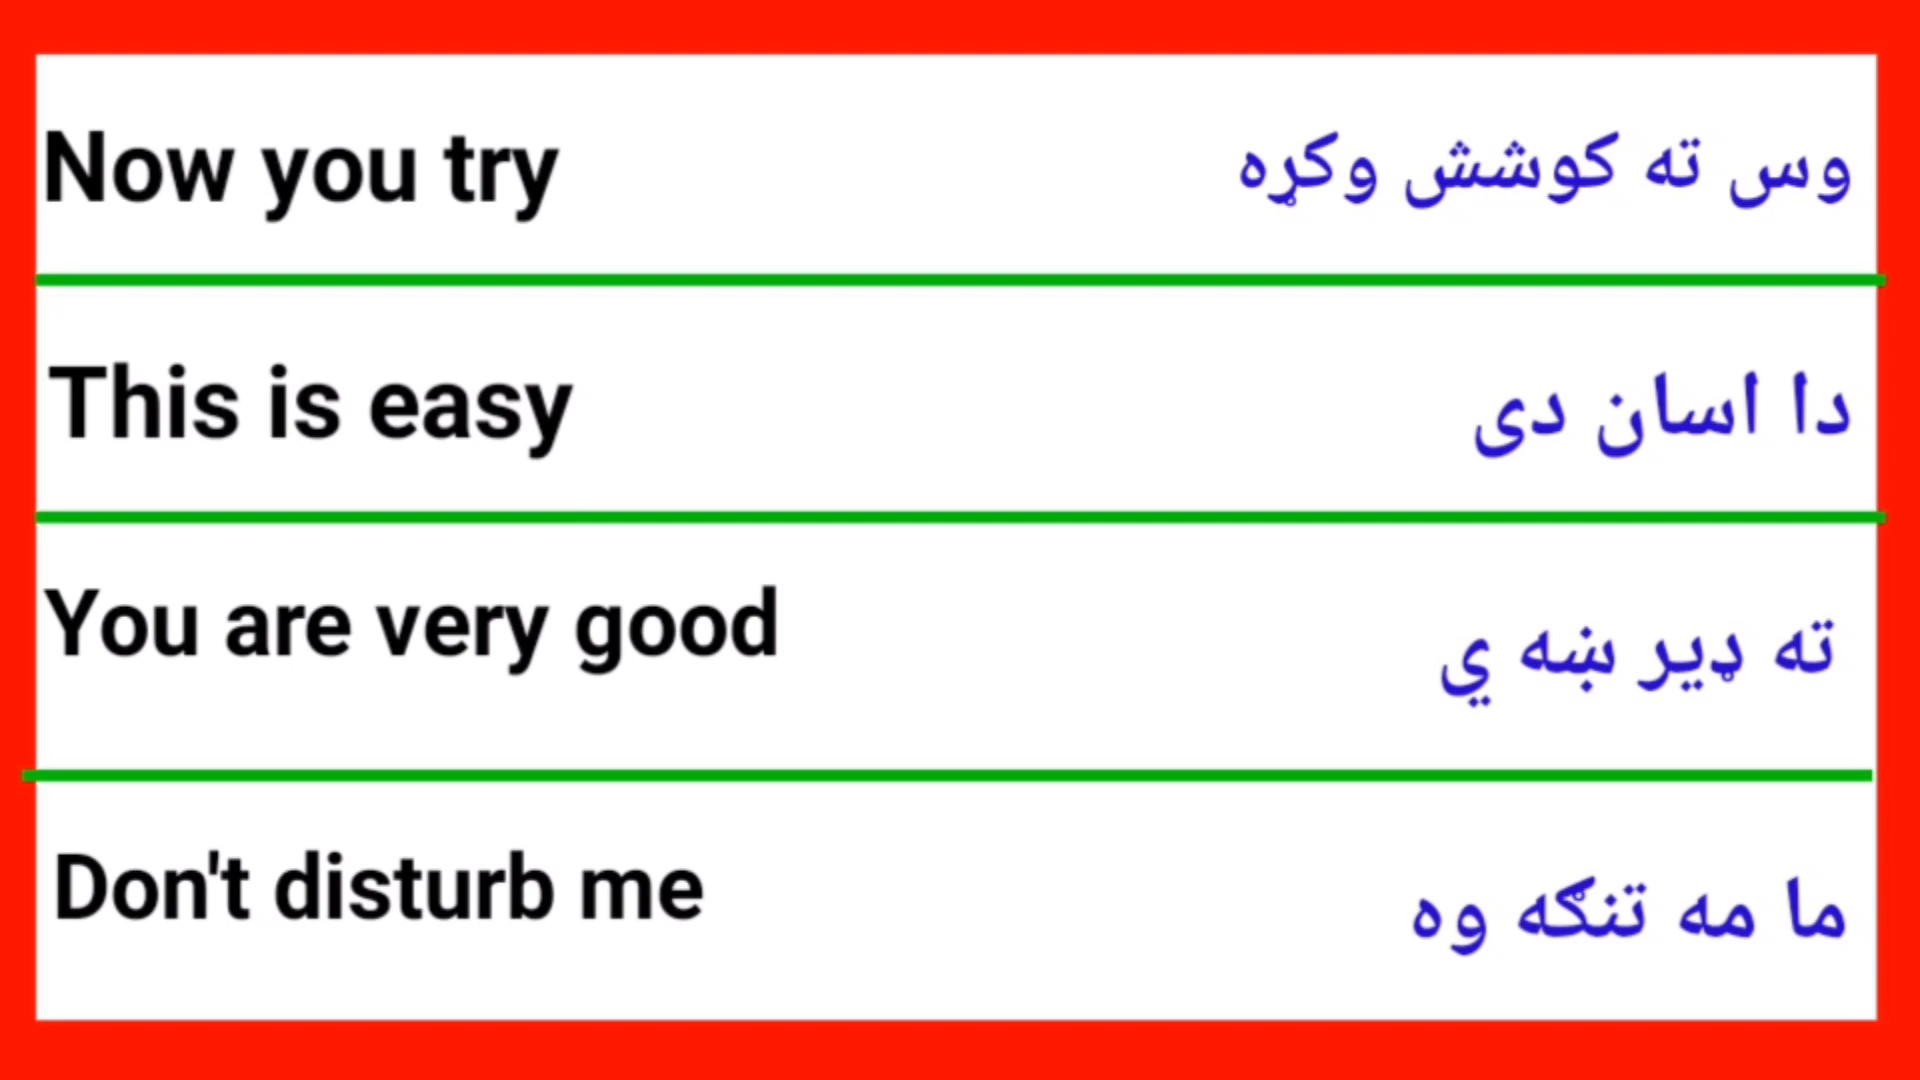 Now you try وس ته کوشش وکړه
This is easy دا اسان دی
You are very good ته ډیر ښه ي
Don't disturb me ما مه تنګه وه